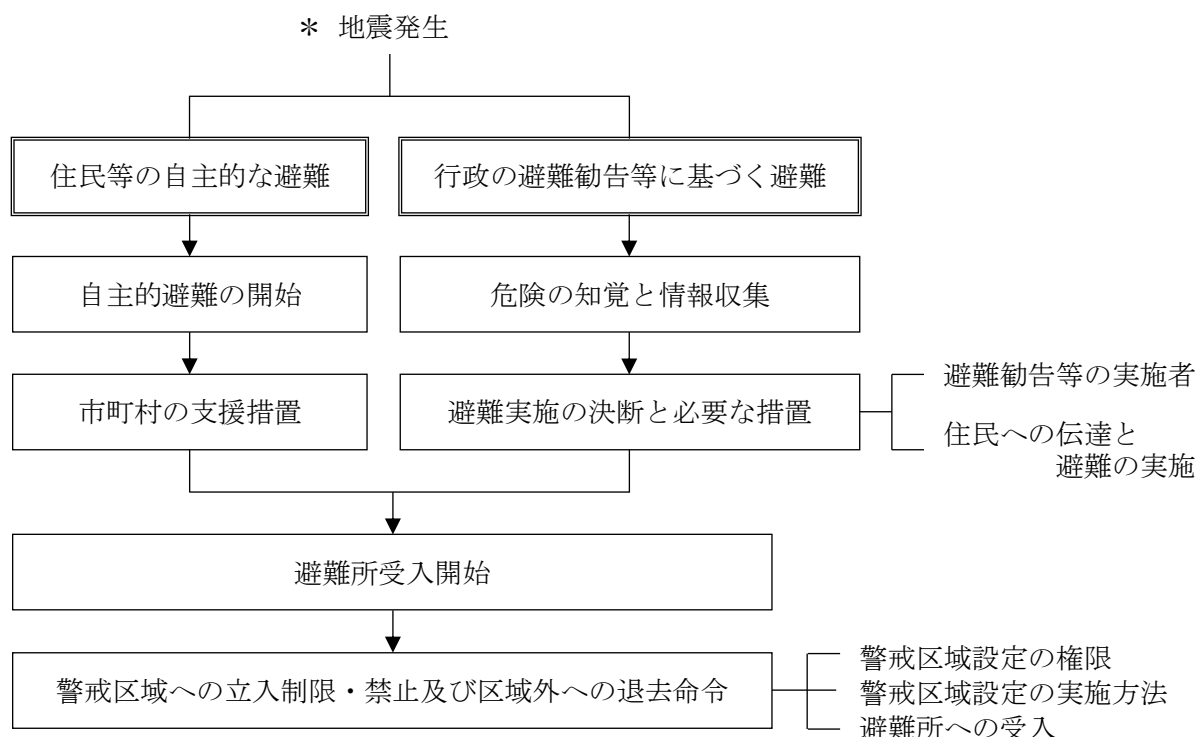 * 地震発生
住民等の自主的な避難
行政の避難勧告等に基づく避難
自主的避難の開始
危険の知覚と情報収集
市町村の支援措置
避難実施の決断と必要な措置
避難勧告等の実施者
住民への伝達と
避難の実施
避難所受入開始
警戒区域への立入制限・禁止及び区域外への退去命令
警戒区域設定の権限
警戒区域設定の実施方法
避難所への受入